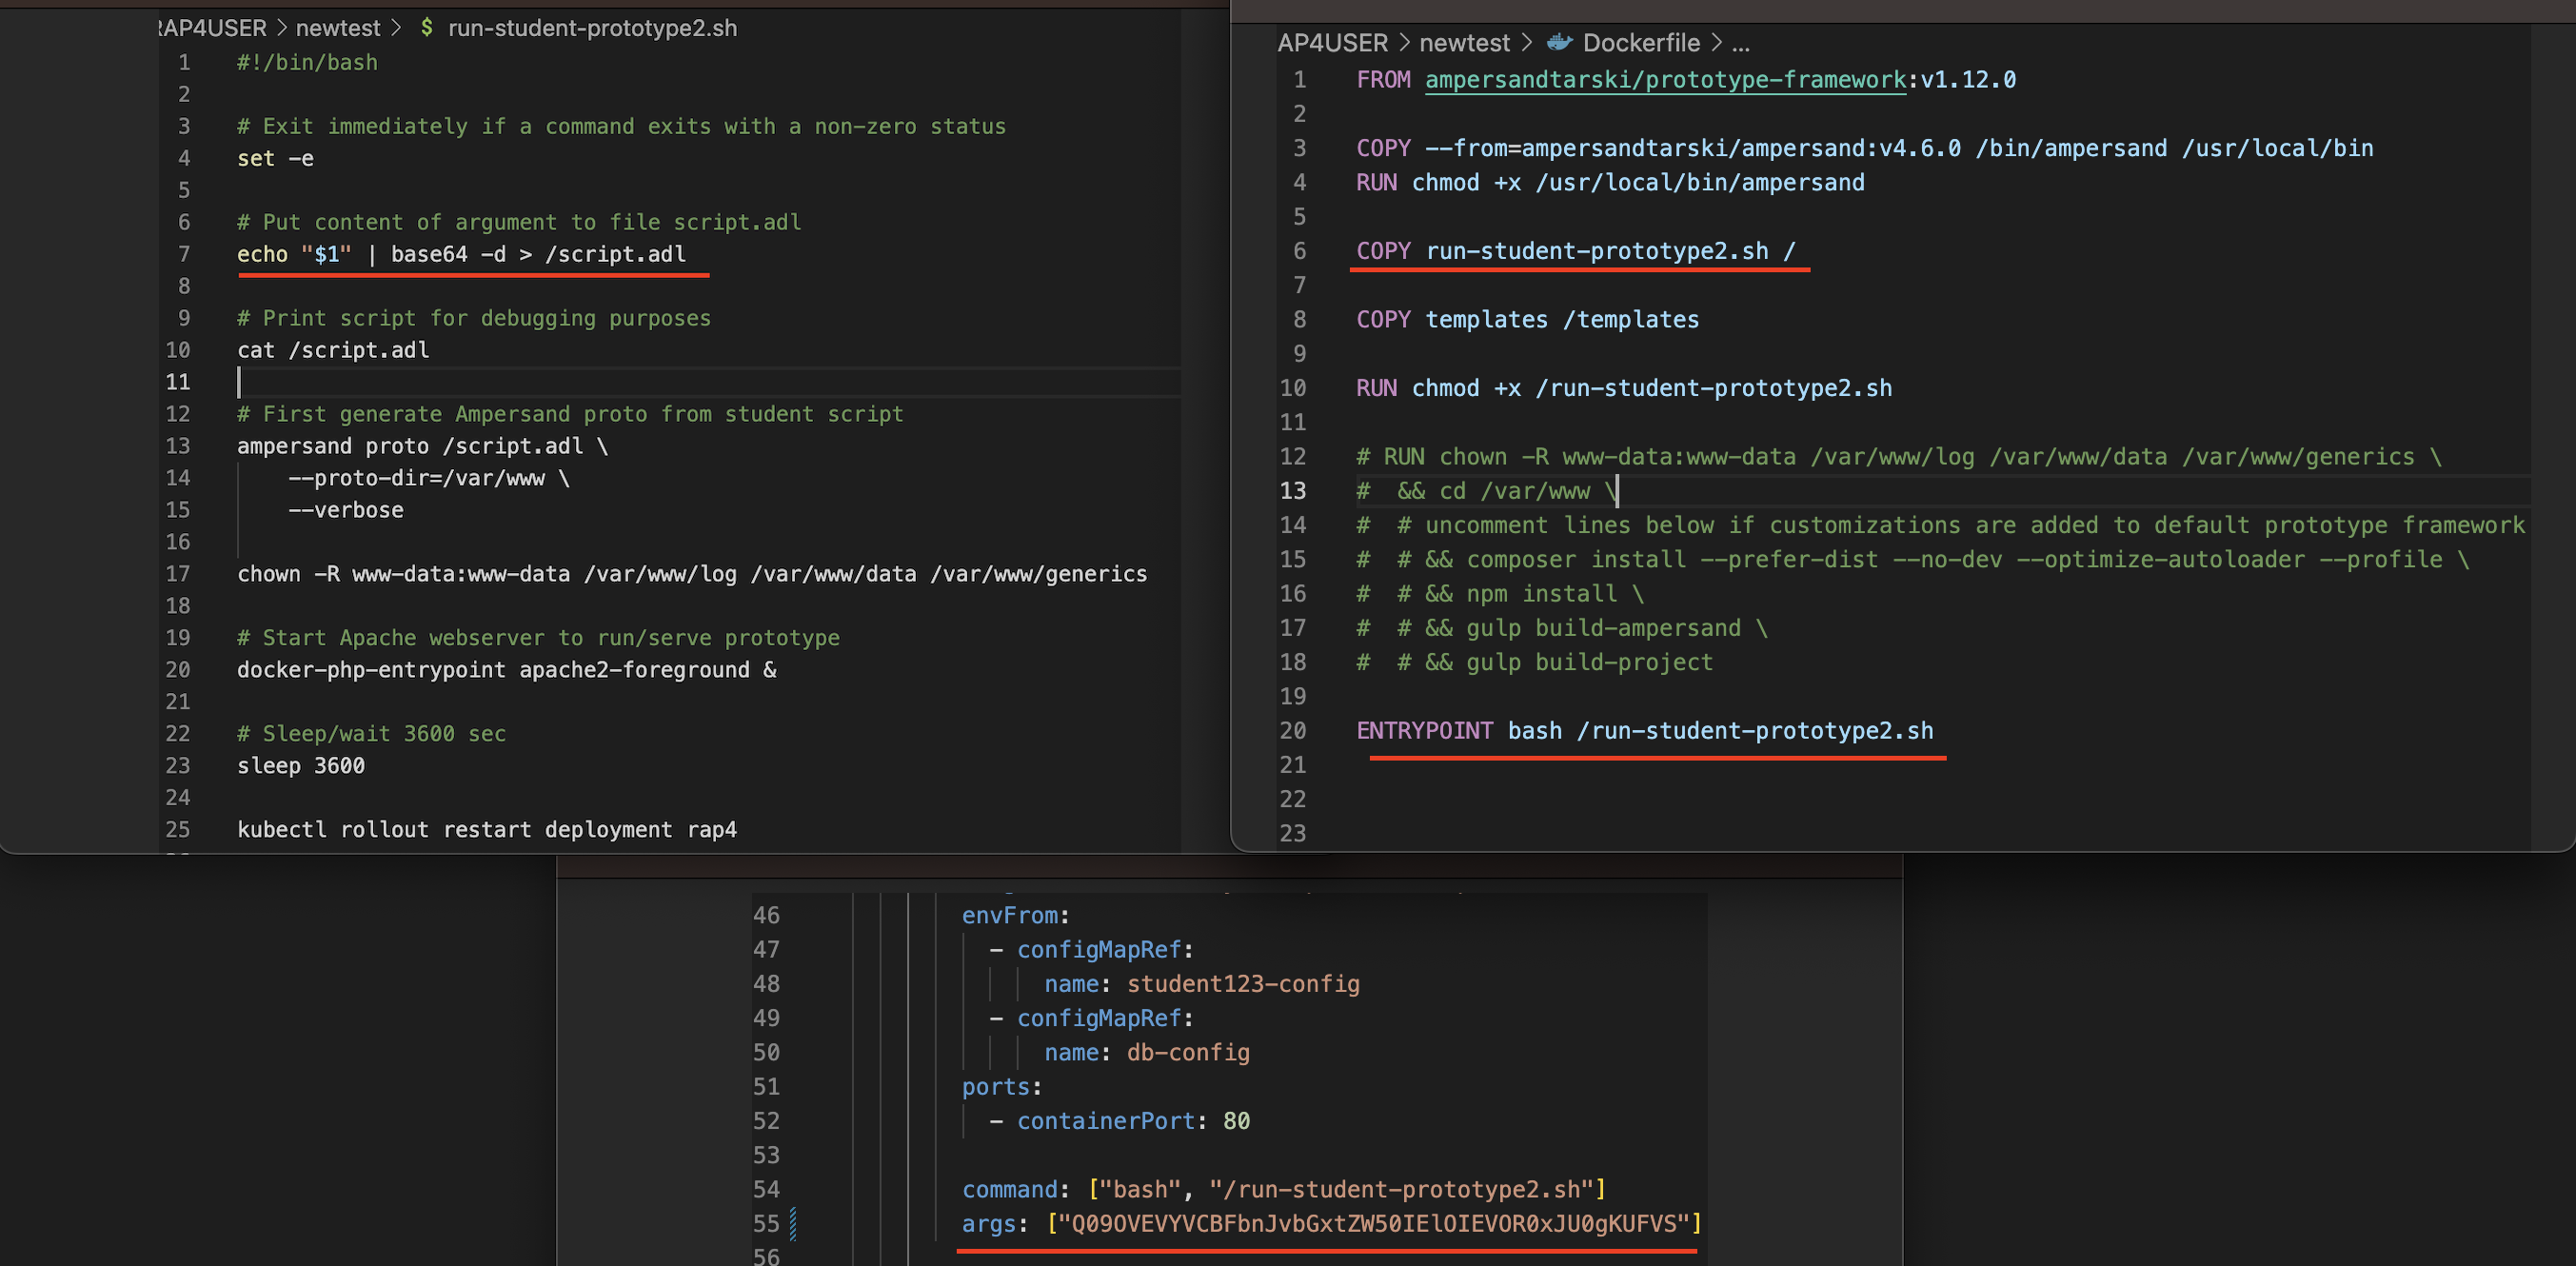 RAP4USER > newtest > $ run-student-prototype2.sh
1 #!/bin/bash
2
3 # Exit immediately if a command exits with a non-zero status
4 set -e
5
6 # Put content of argument to file script.adl
7 echo "$1" | base64 -d > /script.adl
8
9 # Print script for debugging purposes
10 cat /script.adl
11
12 # First generate Ampersand proto from student script
13 ampersand proto /script.adl \
14 --proto-dir=/var/www \
15 --verbose
16
17 chown -R www-data:www-data /var/www/log /var/www/data /var/www/generics
18
19 # Start Apache webserver to run/serve prototype
20 docker-php-entrypoint apache2-foreground &
21
22 # Sleep/wait 3600 sec
23 sleep 3600
24
25 kubectl rollout restart deployment rap4
AP4USER > newtest > Dockerfile > ...
1 FROM ampersandtarski/prototype-framework:v1.12.0
2
3 COPY --from=ampersandtarski/ampersand:v4.6.0 /bin/ampersand /usr/local/bin
4 RUN chmod +x /usr/local/bin/ampersand
5
6 COPY run-student-prototype2.sh /
7
8 COPY templates /templates
9
10 RUN chmod +x /run-student-prototype2.sh
11
12 # RUN chown -R www-data:www-data /var/www/log /var/www/data /var/www/generics \
13 #  && cd /var/www \
14 #  # uncomment lines below if customizations are added to default prototype framework
15 #  # && composer install --prefer-dist --no-dev --optimize-autoloader --profile \
16 #  # && npm install \
17 #  # && gulp build-ampersand \
18 #  # && gulp build-project
19
20 ENTRYPOINT bash /run-student-prototype2.sh
21
22
23
46 envFrom:
47 - configMapRef:
48 name: student123-config
49 - configMapRef:
50 name: db-config
51 ports:
52 - containerPort: 80
53
54 command: ["bash", "/run-student-prototype2.sh"]
55 args: ["Q09OVEVYVCBFbnJvbGxtZW50IElOIEVOR0xJU0gKUFVS"]
56